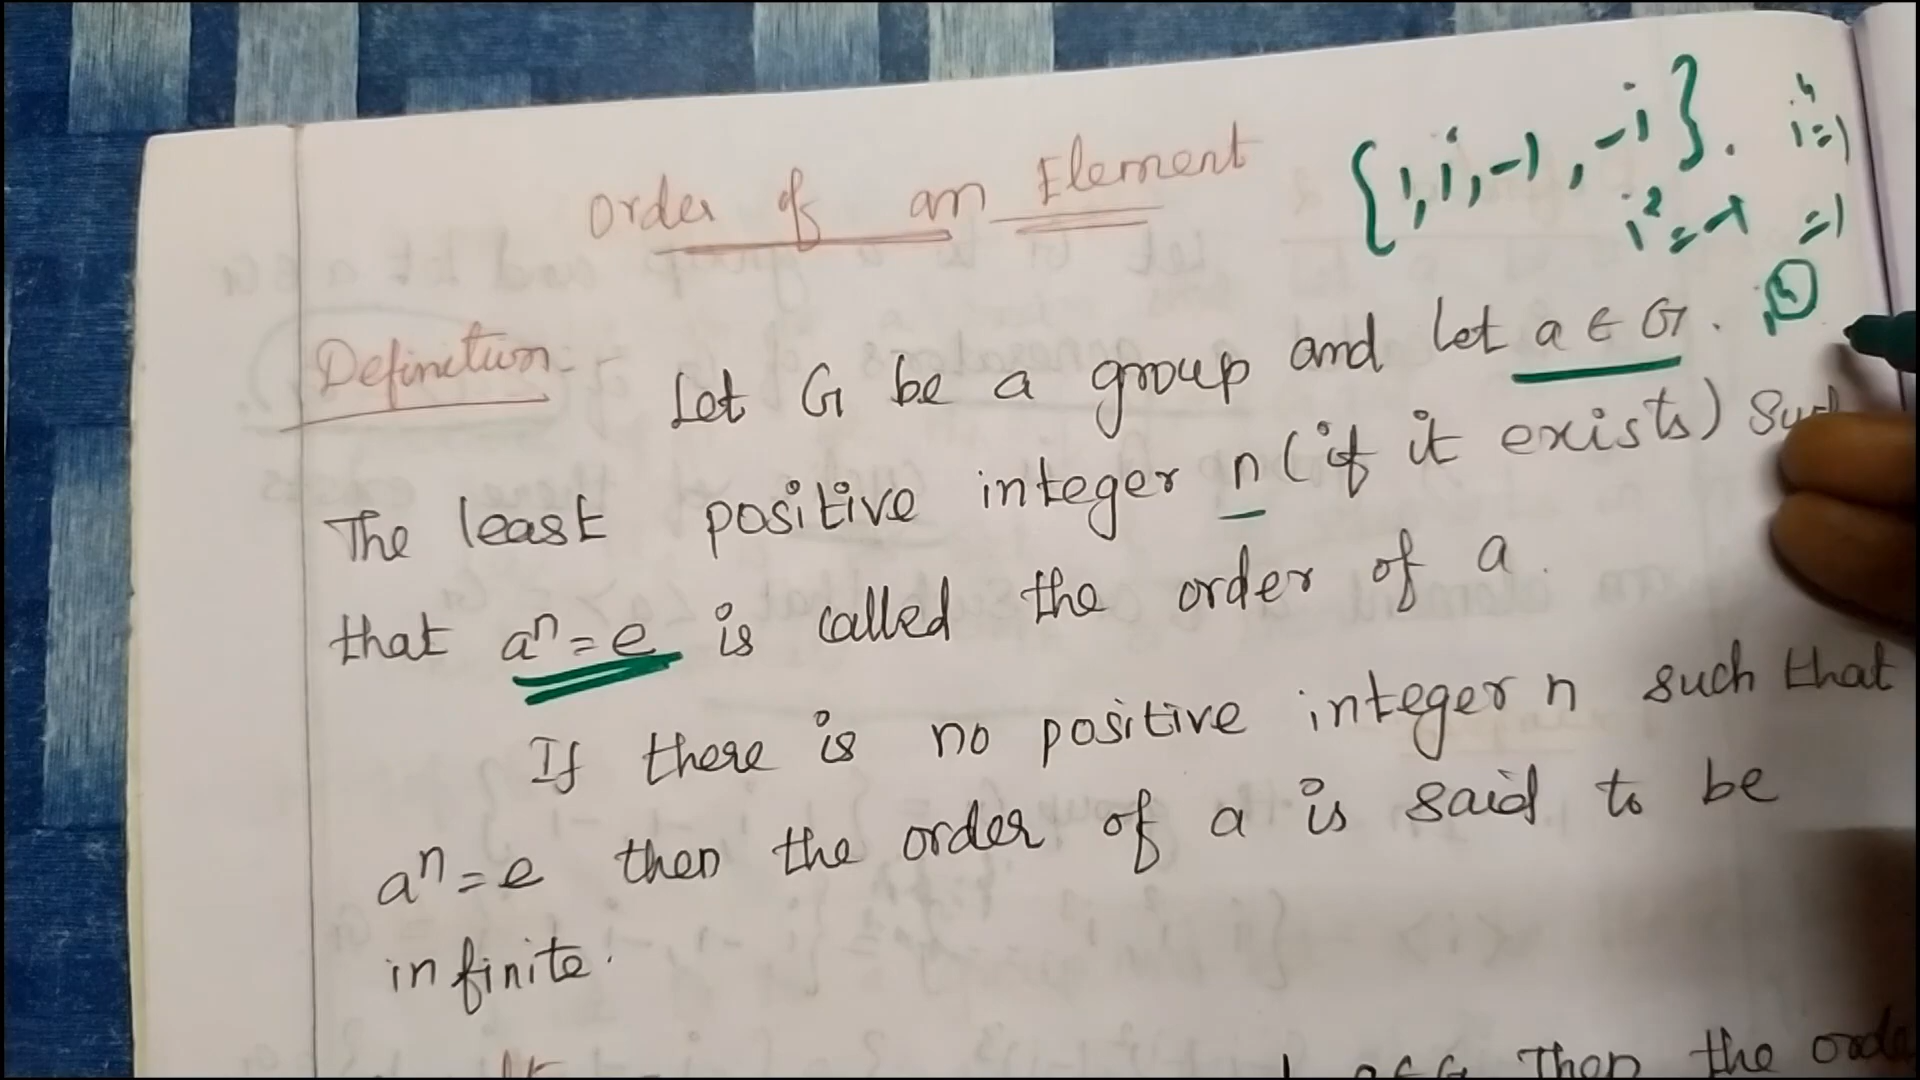 Order of an Element
{1, i, -1, -i}.
i⁴=1
i²=-1
=1
Definition:- Let G be a group and let a ∈ G.
The least positive integer n (if it exists)
that aⁿ=e is called the order of a.
If there is no positive integer n such that
aⁿ=e then the order of a is said to be
infinite.
a∈G Then the